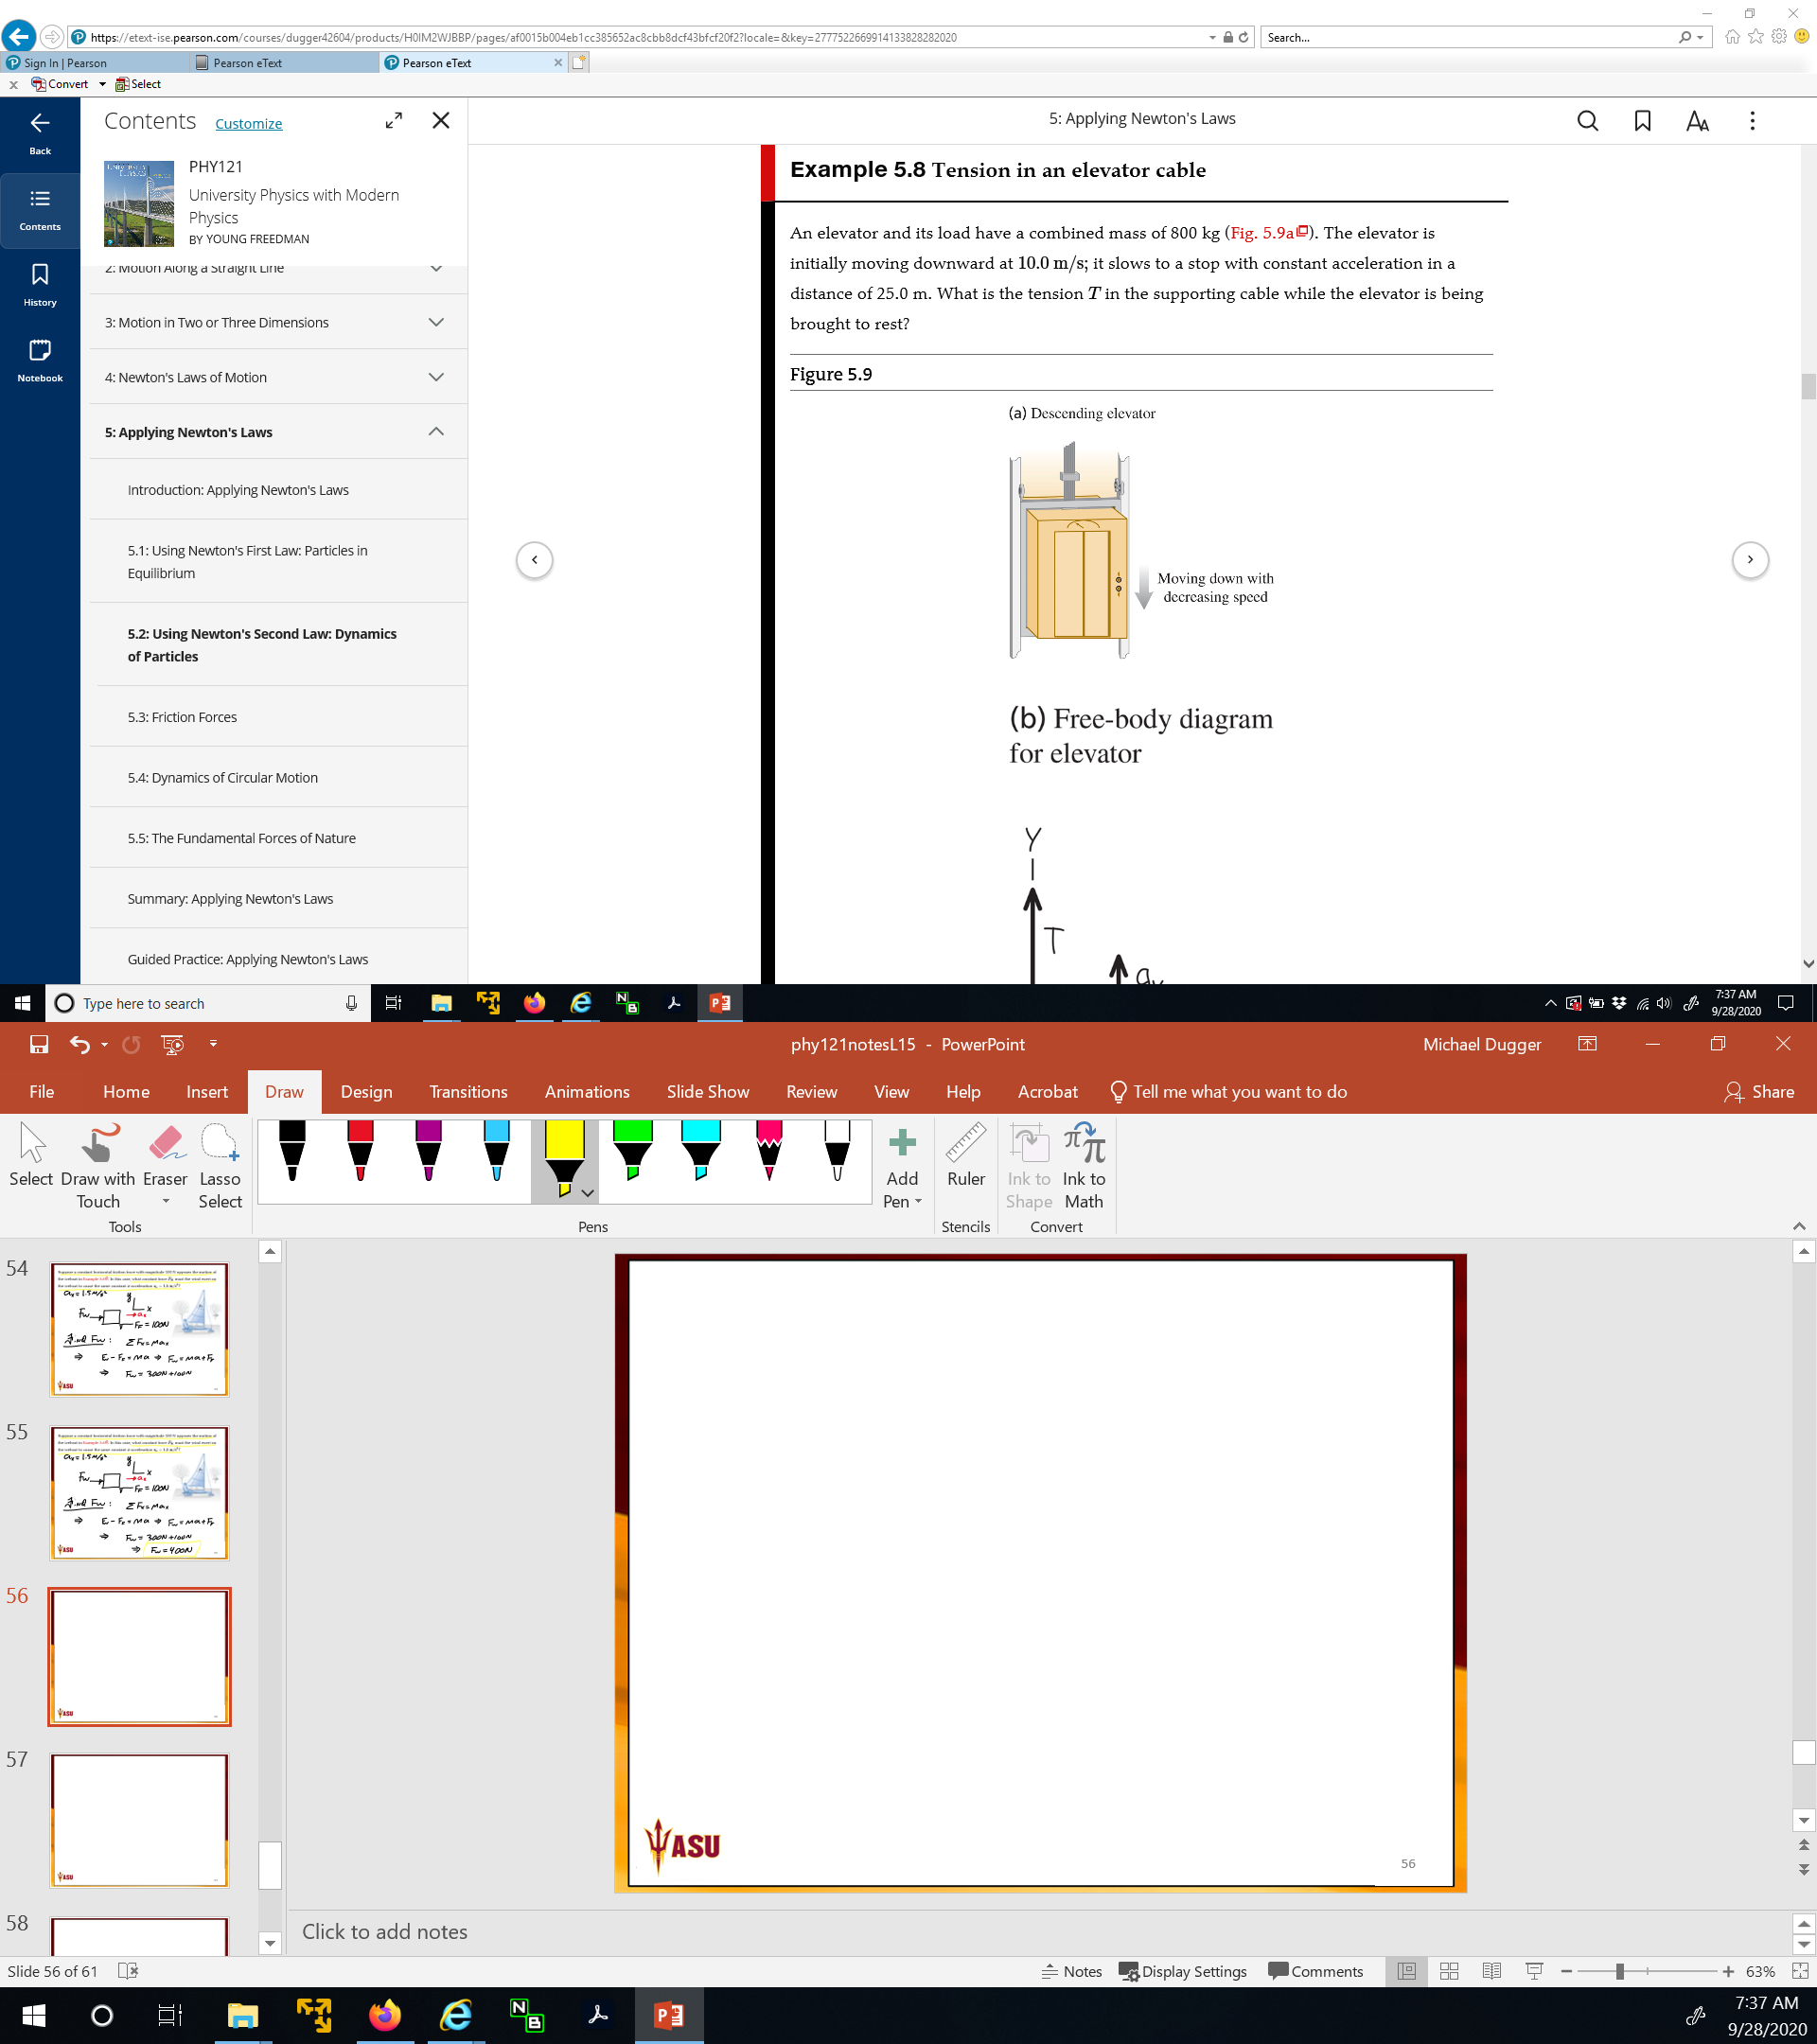 https://etext-ise.pearson.com/courses/dugger42604/products/H0IM2WJBBP/pages/af0015b004eb1cc385652ac8cbb8dcf43bfcf20f2?locale=&key=277752266991413382828202​0
Search...
Sign In | Pearson
Pearson eText
Pearson eText
Convert
Select
Contents
Customize
5: Applying Newton's Laws
Back
Contents
History
Notebook
PHY121
University Physics with Modern
Physics
BY YOUNG FREEDMAN
2: Motion Along a Straight Line
3: Motion in Two or Three Dimensions
4: Newton's Laws of Motion
5: Applying Newton's Laws
Introduction: Applying Newton's Laws
5.1: Using Newton's First Law: Particles in
Equilibrium
5.2: Using Newton's Second Law: Dynamics
of Particles
5.3: Friction Forces
5.4: Dynamics of Circular Motion
5.5: The Fundamental Forces of Nature
Summary: Applying Newton's Laws
Guided Practice: Applying Newton's Laws
Example 5.8 Tension in an elevator cable
An elevator and its load have a combined mass of 800 kg (Fig. 5.9a). The elevator is
initially moving downward at 10.0 m/s; it slows to a stop with constant acceleration in a
distance of 25.0 m. What is the tension T in the supporting cable while the elevator is being
brought to rest?
Figure 5.9
(a) Descending elevator
Moving down with
decreasing speed
(b) Free-body diagram
for elevator
y
T
Type here to search
7:37 AM
9/28/2020
phy121notesL15 - PowerPoint
Michael Dugger
File
Home
Insert
Draw
Design
Transitions
Animations
Slide Show
Review
View
Help
Acrobat
Tell me what you want to do
Share
Select
Draw with
Touch
Eraser
Lasso
Select
Tools
Pens
Add
Pen
Ruler
Stencils
Ink to
Shape
Ink to
Math
Convert
54
55
56
57
58
ASU
56
Click to add notes
Slide 56 of 61
Notes
Display Settings
Comments
63%
7:37 AM
9/28/2020